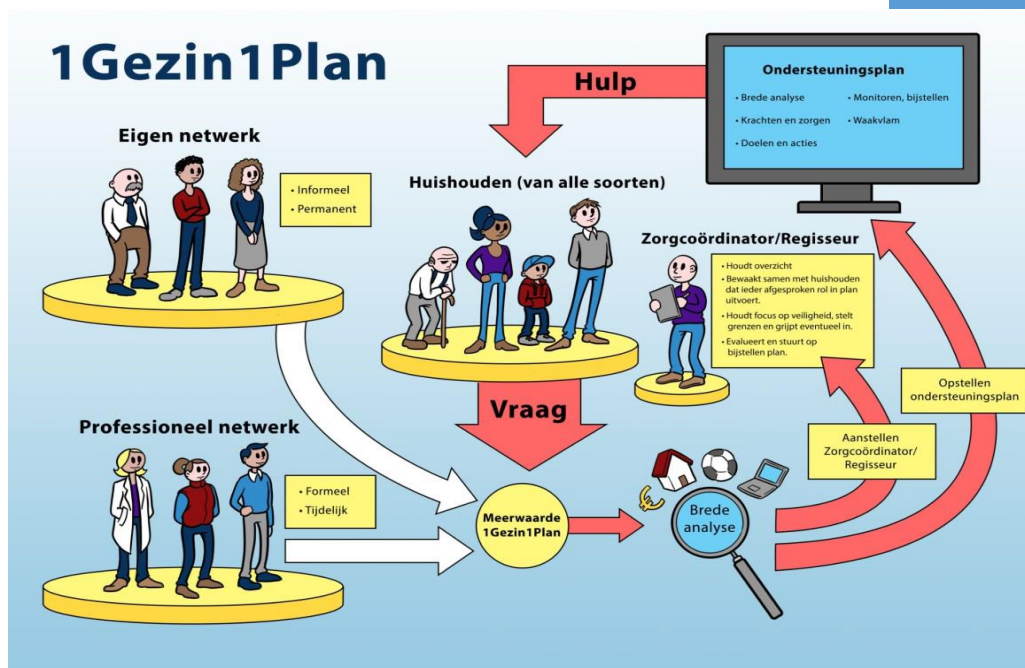 1Gezin1Plan
Hulp
Ondersteuningsplan
• Brede analyse
• Krachten en zorgen
• Doelen en acties
• Monitoren, bijstellen
• Waakvlam
Eigen netwerk
• Informeel
• Permanent
Huishouden (van alle soorten)
Zorgcoördinator/Regisseur
• Houdt overzicht
• Bewaakt samen met huishouden
dat ieder afgesproken rol in plan
uitvoert.
• Houdt focus op veiligheid, stelt
grenzen en grijpt eventueel in.
• Evalueert en stuurt op
bijstellen plan.
Vraag
Opstellen
ondersteuningsplan
Aanstellen
Zorgcoördinator/
Regisseur
Professioneel netwerk
• Formeel
• Tijdelijk
Meerwaarde
1Gezin1Plan
€
Brede
analyse